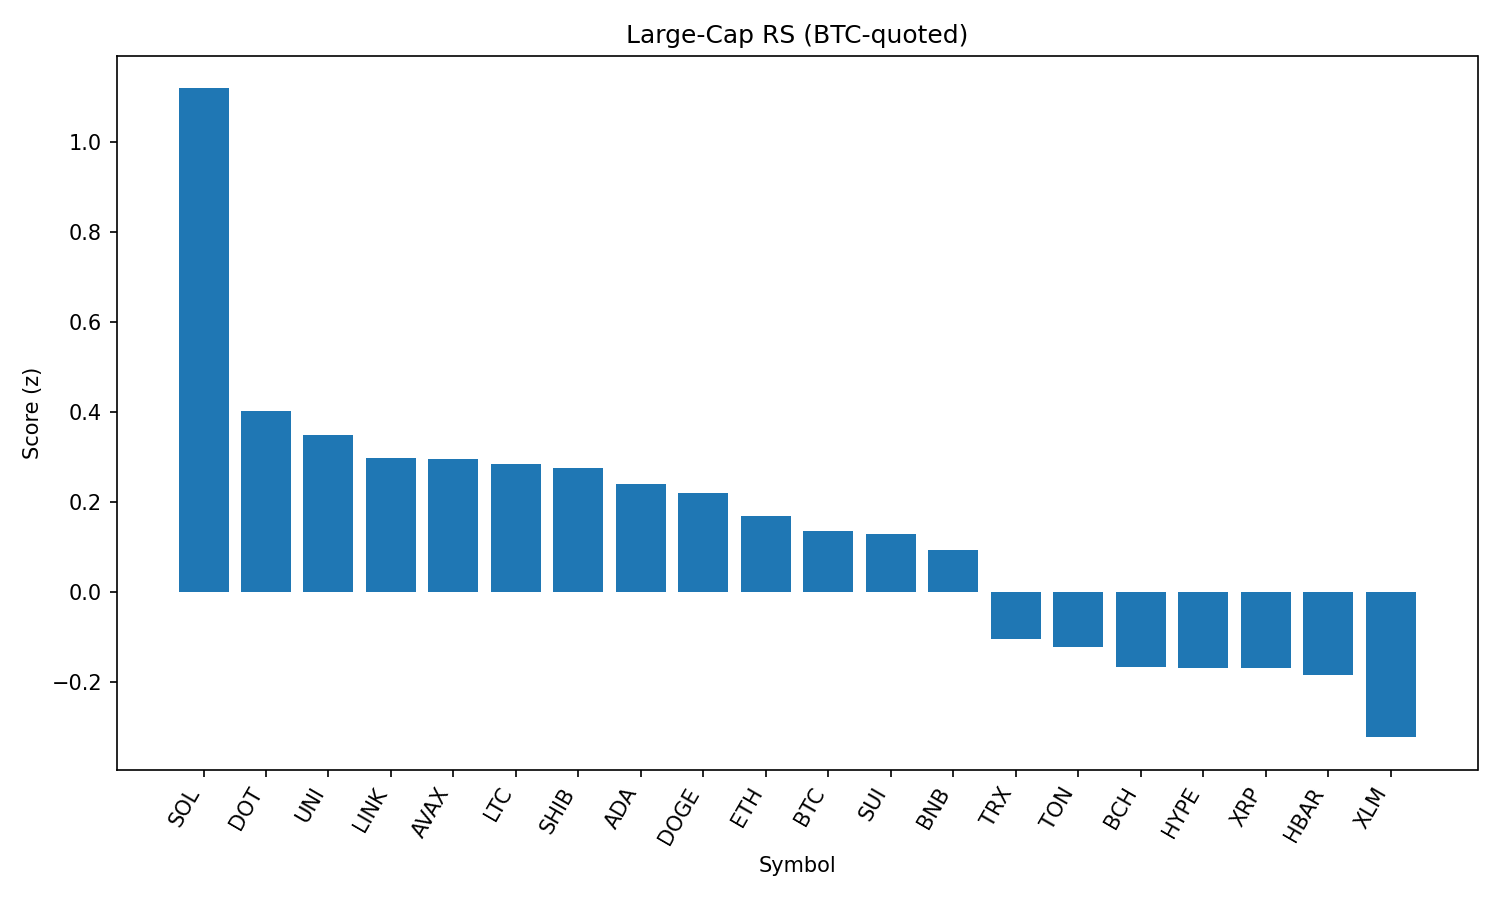 Large-Cap RS (BTC-quoted)
Score (z)
1.0
0.8
0.6
0.4
0.2
0.0
−0.2
SOL
DOT
UNI
LINK
AVAX
LTC
SHIB
ADA
DOGE
ETH
BTC
SUI
BNB
TRX
TON
BCH
HYPE
XRP
HBAR
XLM
Symbol